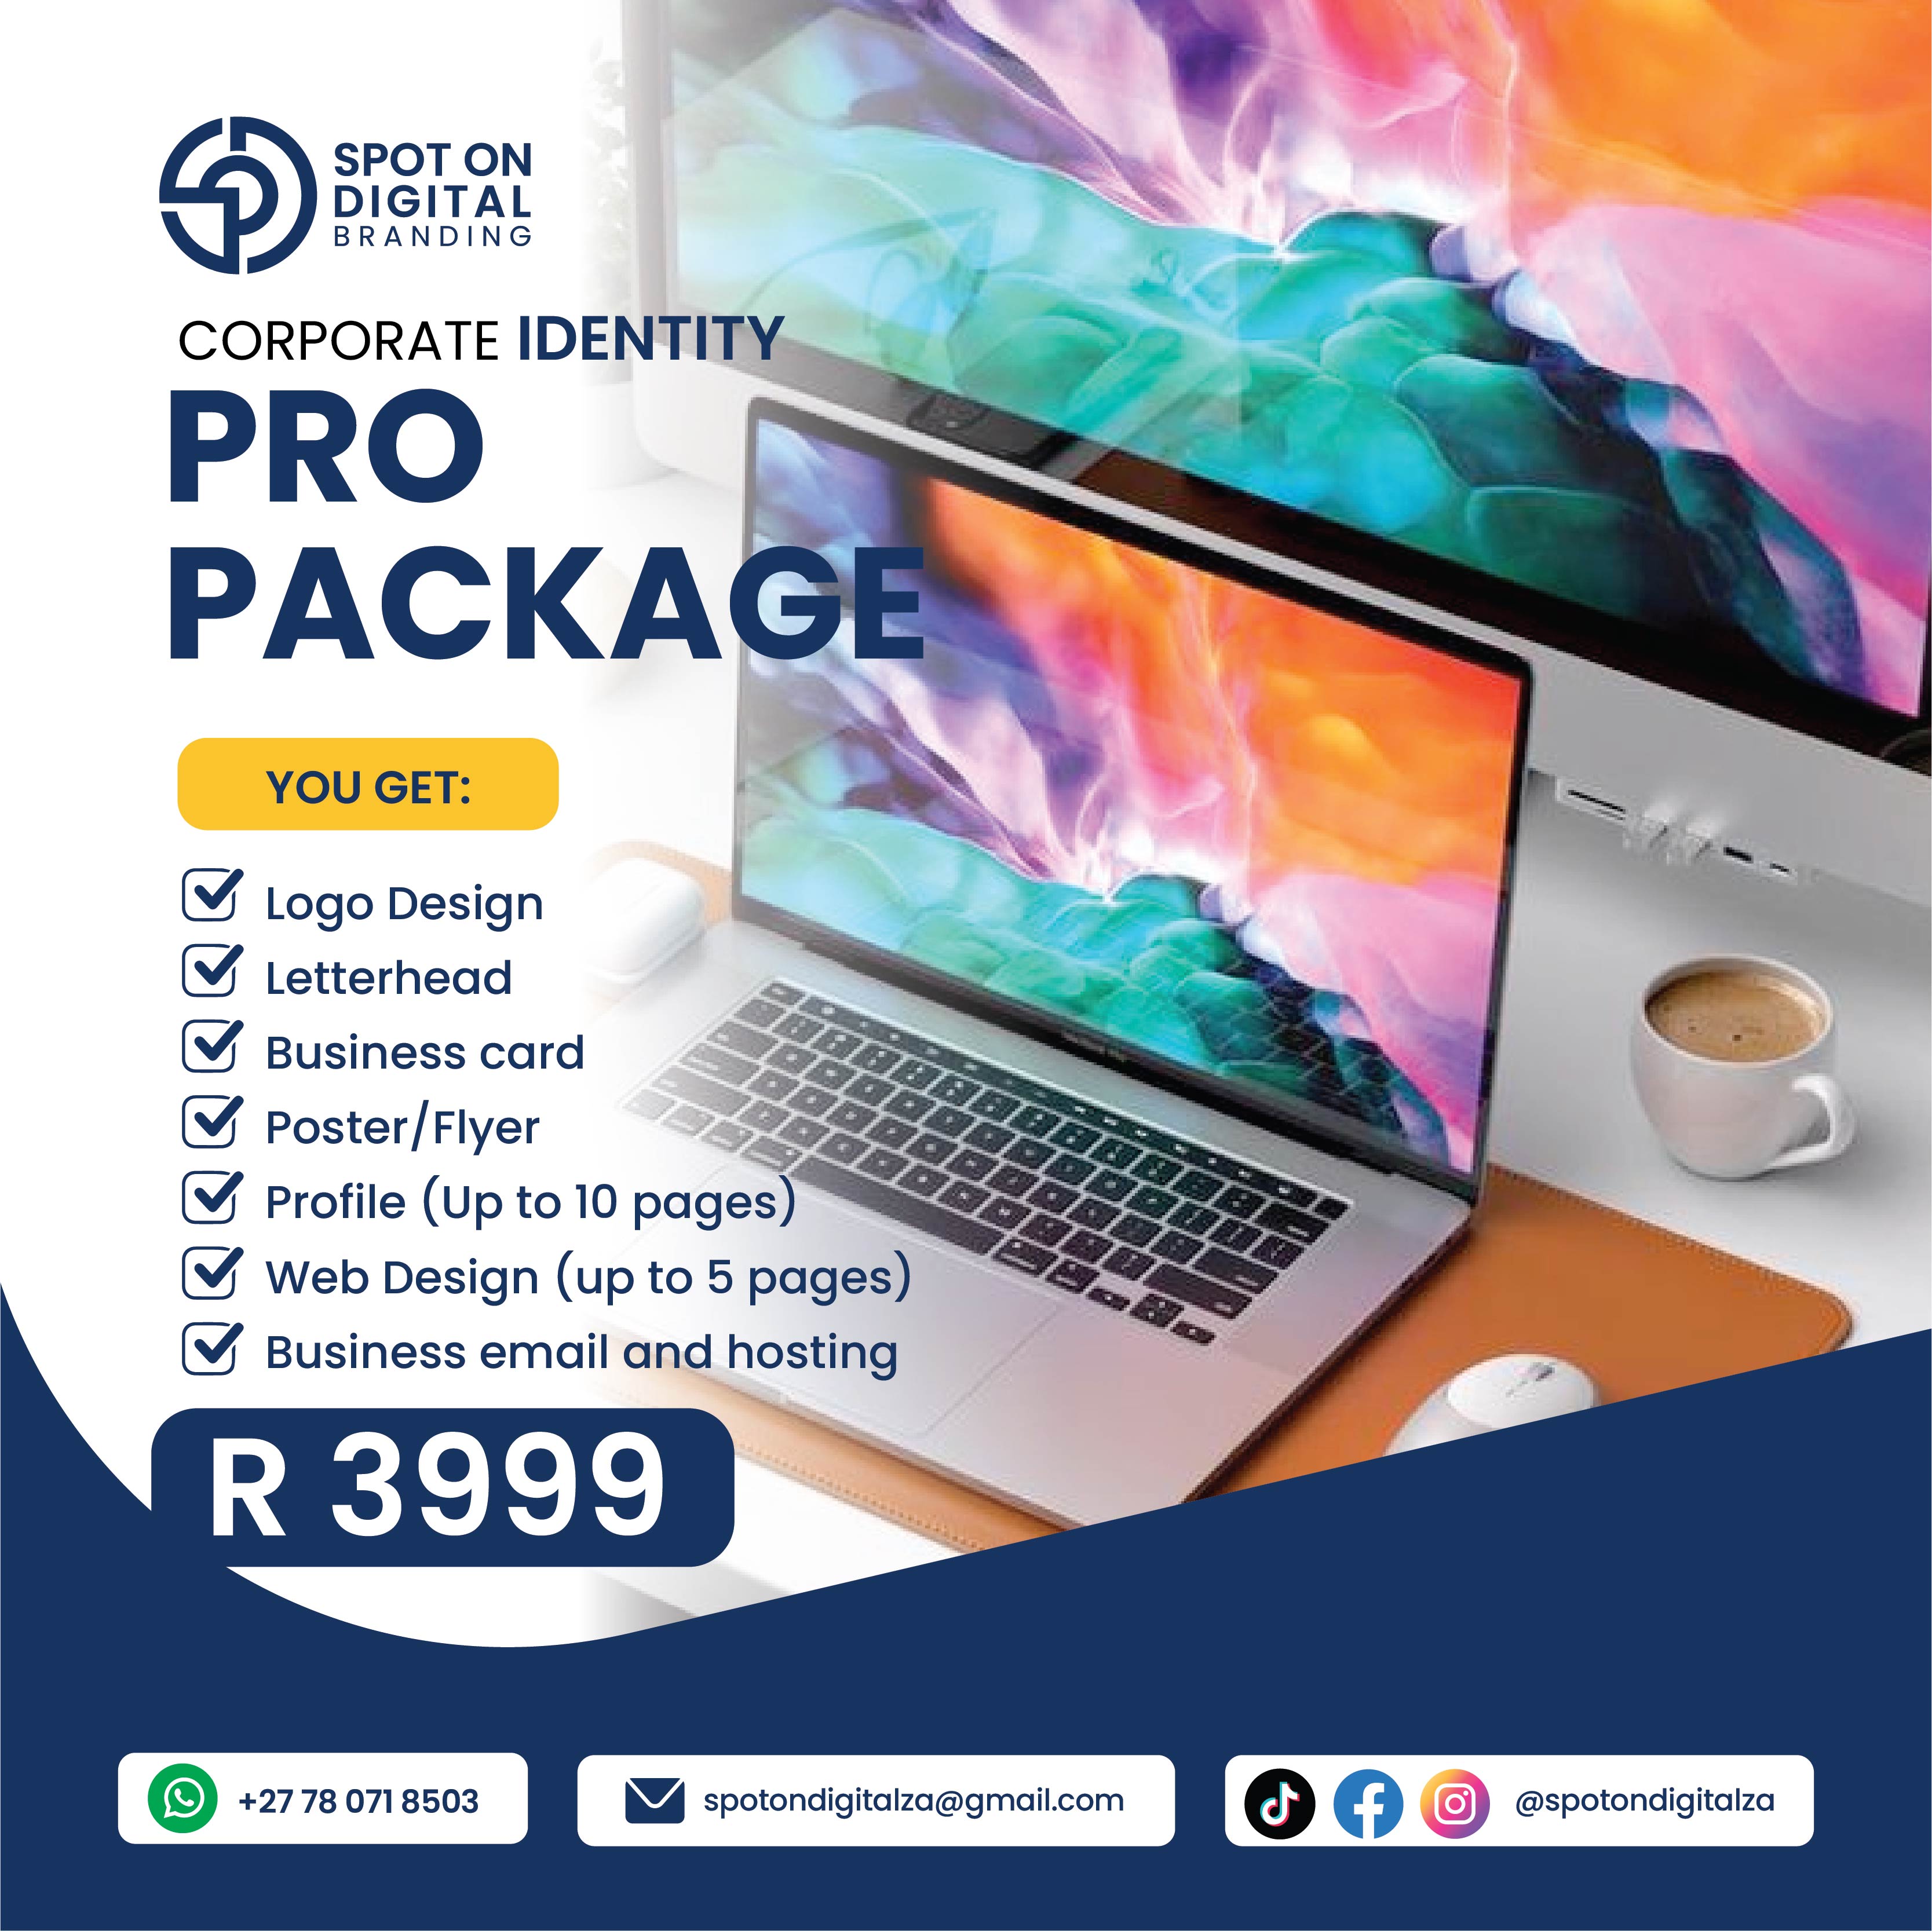 SPOT ON
DIGITAL
BRANDING
CORPORATE IDENTITY
PRO
PACKAGE
YOU GET:
Logo Design
Letterhead
Business card
Poster/Flyer
Profile (Up to 10 pages)
Web Design (up to 5 pages)
Business email and hosting
R 3999
+27 78 071 8503
spotondigitalza@gmail.com
@spotondigitalza